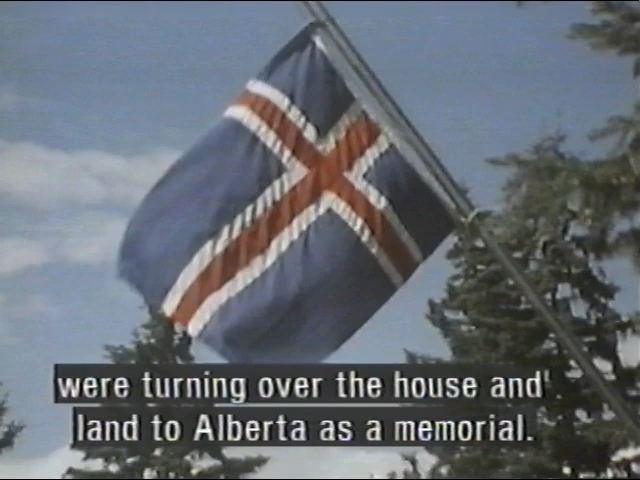 were turning over the house and
land to Alberta as a memorial.